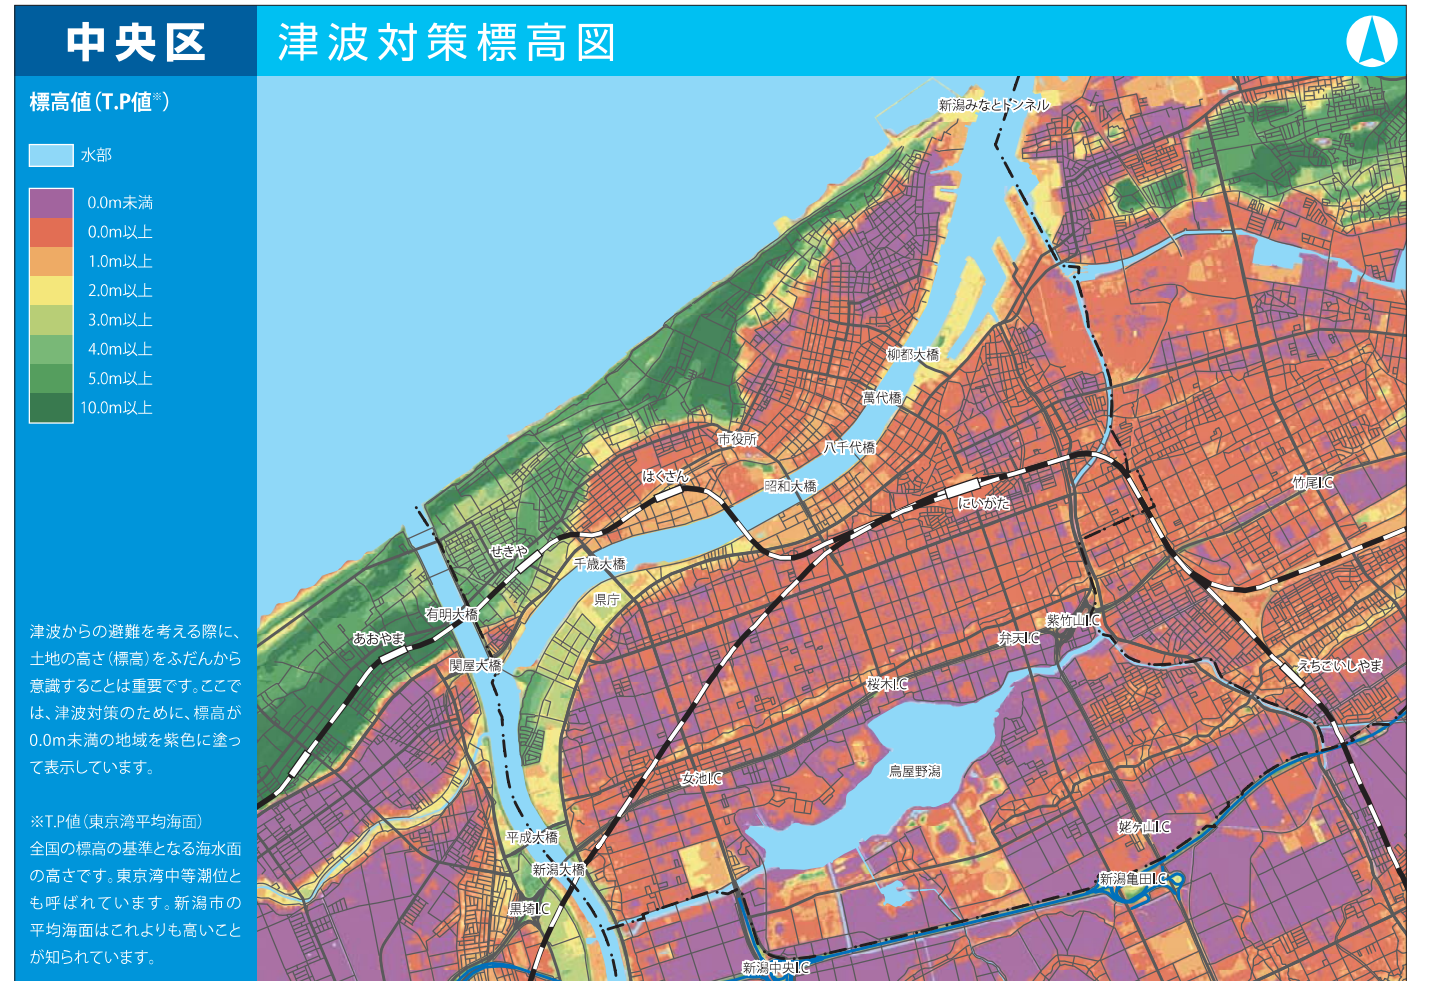 中央区
津波対策標高図
標高値（T.P値※）
水部
0.0m未満
0.0m以上
1.0m以上
2.0m以上
3.0m以上
4.0m以上
5.0m以上
10.0m以上
津波からの避難を考える際に、
土地の高さ（標高）をふだんから
意識することは重要です。ここで
は、津波対策のために、標高が
0.0m未満の地域を紫色に塗っ
て表示しています。
※T.P値（東京湾平均海面）
全国の標高の基準となる海水面
の高さです。東京湾中等潮位と
も呼ばれています。新潟市の
平均海面はこれよりも高いこと
が知られています。
新潟みなとトンネル
柳都大橋
萬代橋
市役所
八千代橋
はくさん
昭和大橋
竹尾I.C
にいがた
せきや
千歳大橋
県庁
有明大橋
紫竹山I.C
あおやま
弁天I.C
関屋大橋
えちごいしやま
桜木I.C
鳥屋野潟
女池I.C
姥ヶ山I.C
平成大橋
新潟大橋
新潟亀田I.C
黒埼I.C
新潟中央I.C